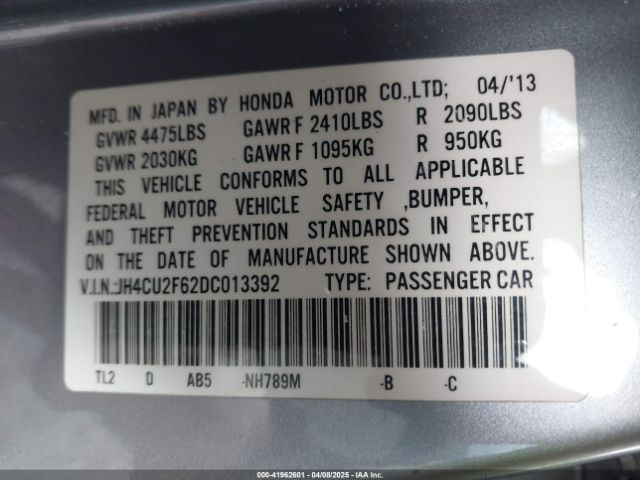 MFD. IN JAPAN BY HONDA MOTOR CO.,LTD; 04/'13
GVWR 4475LBS GAWR F 2410LBS R 2090LBS
GVWR 2030KG GAWR F 1095KG R 950KG
THIS VEHICLE CONFORMS TO ALL APPLICABLE
FEDERAL MOTOR VEHICLE SAFETY ,BUMPER,
AND THEFT PREVENTION STANDARDS IN EFFECT
ON THE DATE OF MANUFACTURE SHOWN ABOVE.
V.I.N.:JH4CU2F62DC013392 TYPE: PASSENGER CAR
TL2 D AB5 -NH789M -B -C
00-41962601 - 04/08/2025 - IAAI Inc.